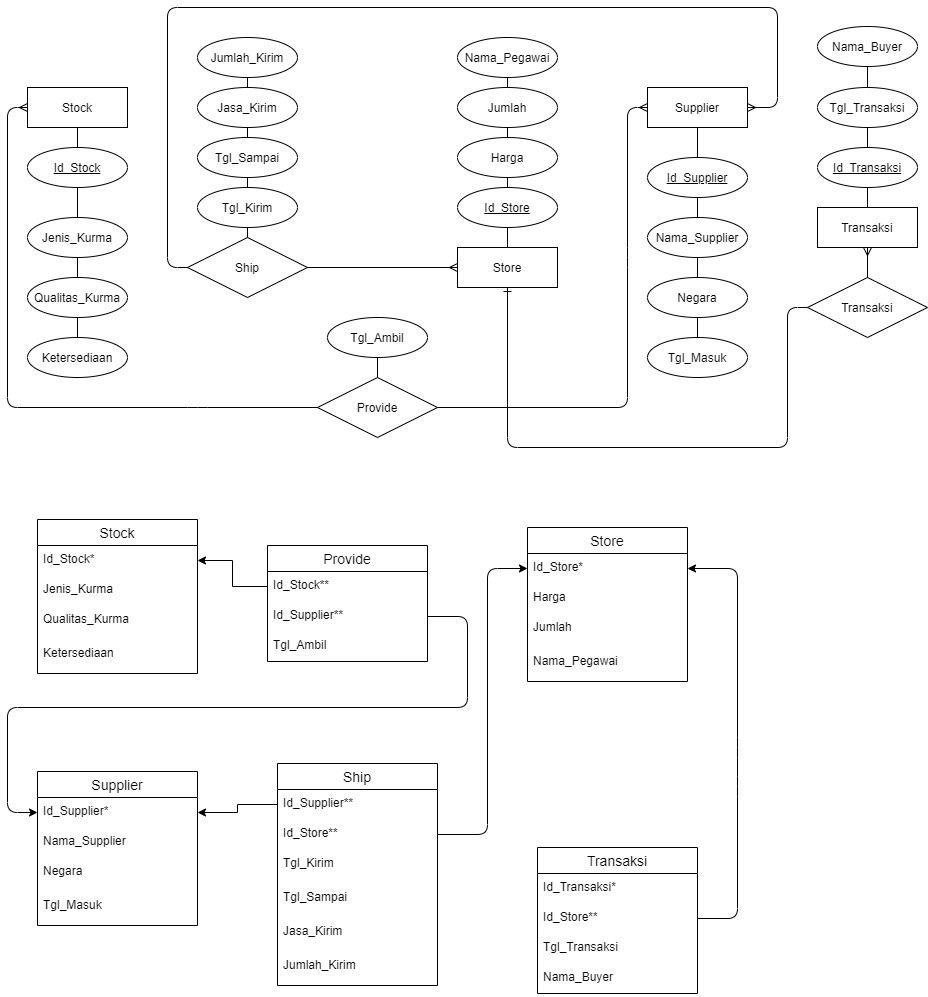 Stock
Id_Stock
Jenis_Kurma
Qualitas_Kurma
Ketersediaan
Jumlah_Kirim
Jasa_Kirim
Tgl_Sampai
Tgl_Kirim
Ship
Nama_Pegawai
Jumlah
Harga
Id_Store
Store
Supplier
Id_Supplier
Nama_Supplier
Negara
Tgl_Masuk
Nama_Buyer
Tgl_Transaksi
Id_Transaksi
Transaksi
Transaksi
Tgl_Ambil
Provide
Stock
Id_Stock*
Jenis_Kurma
Qualitas_Kurma
Ketersediaan
Provide
Id_Stock**
Id_Supplier**
Tgl_Ambil
Store
Id_Store*
Harga
Jumlah
Nama_Pegawai
Supplier
Id_Supplier*
Nama_Supplier
Negara
Tgl_Masuk
Ship
Id_Supplier**
Id_Store**
Tgl_Kirim
Tgl_Sampai
Jasa_Kirim
Jumlah_Kirim
Transaksi
Id_Transaksi*
Id_Store**
Tgl_Transaksi
Nama_Buyer